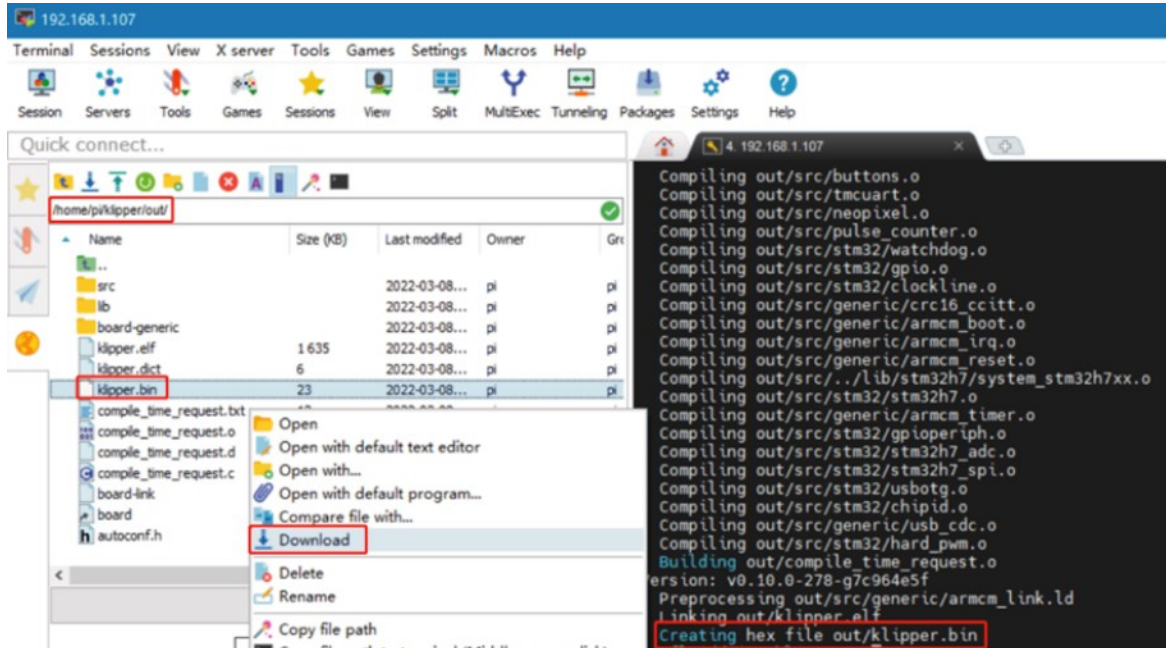 192.168.1.107
Terminal Sessions View X server Tools Games Settings Macros Help
Session Servers Tools Games Sessions View Split MultiExec Tunneling Packages Settings Help
Quick connect...
4. 192.168.1.107
/home/pi/klipper/out/
Name Size (KB) Last modified Owner Gr
..
src 2022-03-08... pi pi
lib 2022-03-08... pi pi
board-generic 2022-03-08... pi pi
klipper.elf 1 635 2022-03-08... pi pi
klipper.dict 6 2022-03-08... pi pi
klipper.bin 23 2022-03-08... pi pi
compile_time_request.txt
compile_time_request.o
compile_time_request.d
compile_time_request.c
board-link
board
autoconf.h
Open
Open with default text editor
Open with...
Open with default program...
Compare file with...
Download
Delete
Rename
Copy file path
Compiling out/src/buttons.o
Compiling out/src/tmcuart.o
Compiling out/src/neopixel.o
Compiling out/src/pulse_counter.o
Compiling out/src/stm32/watchdog.o
Compiling out/src/stm32/gpio.o
Compiling out/src/stm32/clockline.o
Compiling out/src/generic/crc16_ccitt.o
Compiling out/src/generic/armcm_boot.o
Compiling out/src/generic/armcm_irq.o
Compiling out/src/generic/armcm_reset.o
Compiling out/src/../lib/stm32h7/system_stm32h7xx.o
Compiling out/src/stm32/stm32h7.o
Compiling out/src/generic/armcm_timer.o
Compiling out/src/stm32/gpioperiph.o
Compiling out/src/stm32/stm32h7_adc.o
Compiling out/src/stm32/stm32h7_spi.o
Compiling out/src/stm32/usbotg.o
Compiling out/src/stm32/chipid.o
Compiling out/src/generic/usb_cdc.o
Compiling out/src/stm32/hard_pwm.o
Building out/compile_time_request.o
ersion: v0.10.0-278-g7c964e5f
Preprocessing out/src/generic/armcm_link.ld
Linking out/klipper.elf
Creating hex file out/klipper.bin